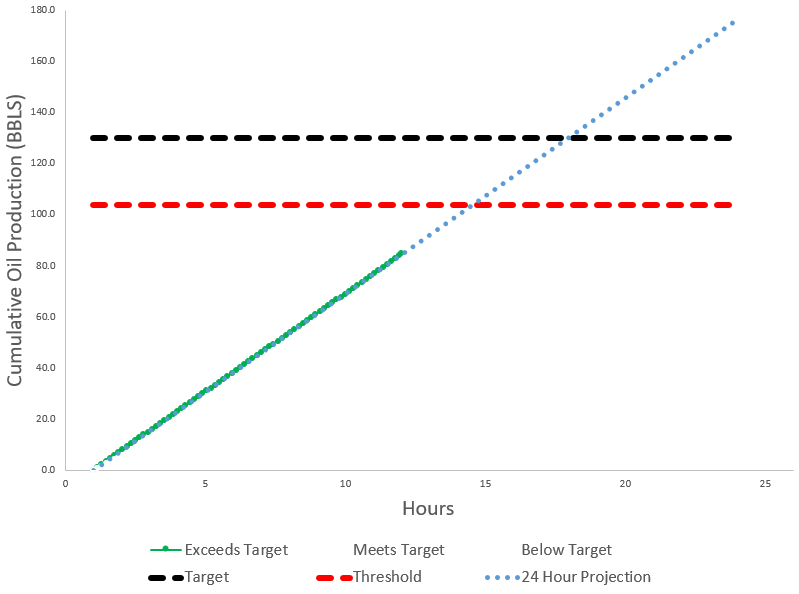 180.0
160.0
140.0
120.0
100.0
80.0
60.0
40.0
20.0
0.0
Cumulative Oil Production (BBLS)
0 5 10 15 20 25
Hours
Exceeds Target Meets Target Below Target
Target Threshold 24 Hour Projection